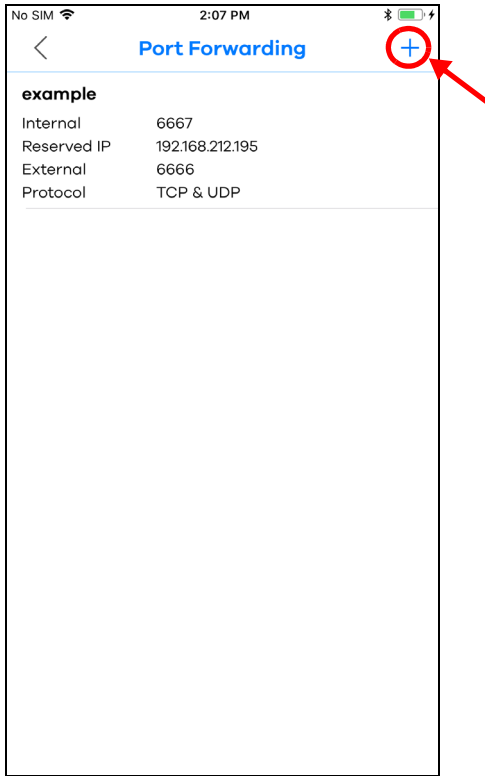 No SIM 2:07 PM
Port Forwarding
example
Internal 6667
Reserved IP 192.168.212.195
External 6666
Protocol TCP & UDP